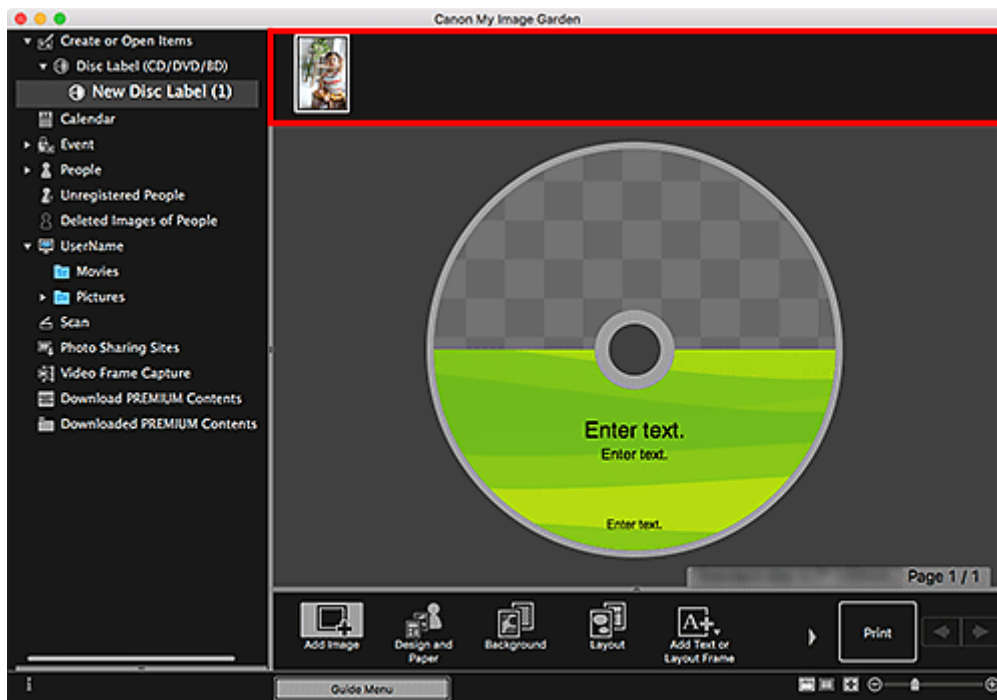 Canon My Image Garden
Create or Open Items
Disc Label (CD/DVD/BD)
New Disc Label (1)
Calendar
Event
People
Unregistered People
Deleted Images of People
UserName
Movies
Pictures
Scan
Photo Sharing Sites
Video Frame Capture
Download PREMIUM Contents
Downloaded PREMIUM Contents
Enter text.
Enter text.
Enter text.
Page 1 / 1
Add Image
Design and
Paper
Background
Layout
Add Text or
Layout Frame
Print
Guide Menu